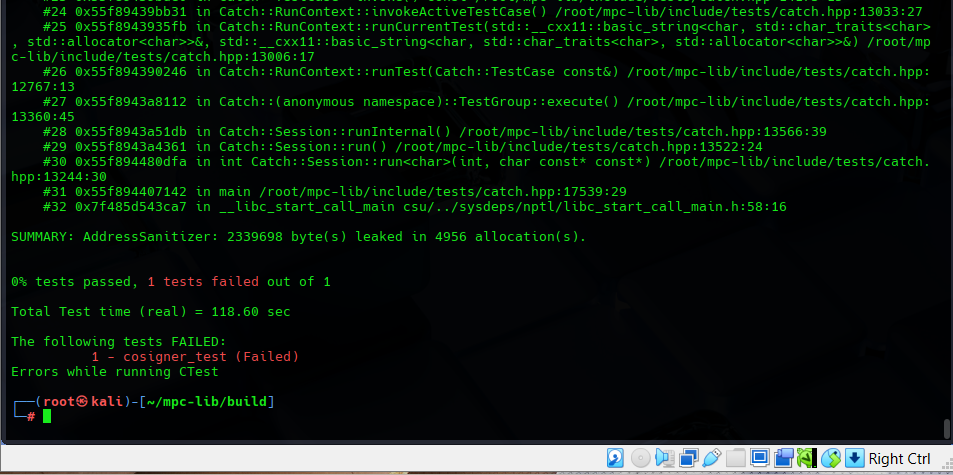 #24 0x55f89439bb31 in Catch::RunContext::invokeActiveTestCase() /root/mpc-lib/include/tests/catch.hpp:13033:27
#25 0x55f8943935fb in Catch::RunContext::runCurrentTest(std::__cxx11::basic_string<char, std::char_traits<char>
, std::allocator<char>>&, std::__cxx11::basic_string<char, std::char_traits<char>, std::allocator<char>>&) /root/mp
c-lib/include/tests/catch.hpp:13006:17
#26 0x55f894390246 in Catch::RunContext::runTest(Catch::TestCase const&) /root/mpc-lib/include/tests/catch.hpp:
12767:13
#27 0x55f8943a8112 in Catch::(anonymous namespace)::TestGroup::execute() /root/mpc-lib/include/tests/catch.hpp:
13360:45
#28 0x55f8943a51db in Catch::Session::runInternal() /root/mpc-lib/include/tests/catch.hpp:13566:39
#29 0x55f8943a4361 in Catch::Session::run() /root/mpc-lib/include/tests/catch.hpp:13522:24
#30 0x55f894480dfa in int Catch::Session::run<char>(int, char const* const*) /root/mpc-lib/include/tests/catch.
hpp:13244:30
#31 0x55f894407142 in main /root/mpc-lib/include/tests/catch.hpp:17539:29
#32 0x7f485d543ca7 in __libc_start_call_main csu/../sysdeps/nptl/libc_start_call_main.h:58:16
SUMMARY: AddressSanitizer: 2339698 byte(s) leaked in 4956 allocation(s).
0% tests passed, 1 tests failed out of 1
Total Test time (real) = 118.60 sec
The following tests FAILED:
1 - cosigner_test (Failed)
Errors while running CTest
┌──(root㉿kali)-[~/mpc-lib/build]
└─#
Right Ctrl